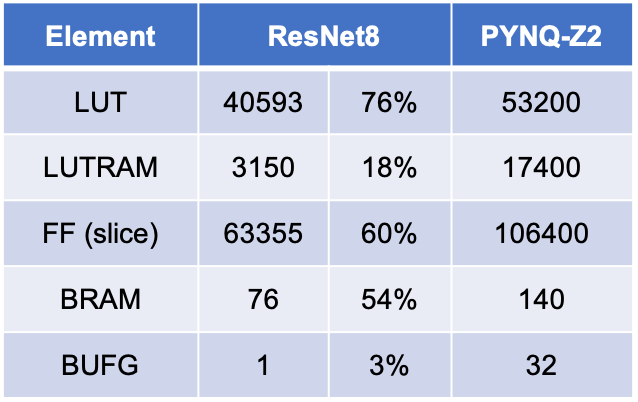 Element ResNet8 PYNQ-Z2
LUT 40593 76% 53200
LUTRAM 3150 18% 17400
FF (slice) 63355 60% 106400
BRAM 76 54% 140
BUFG 1 3% 32